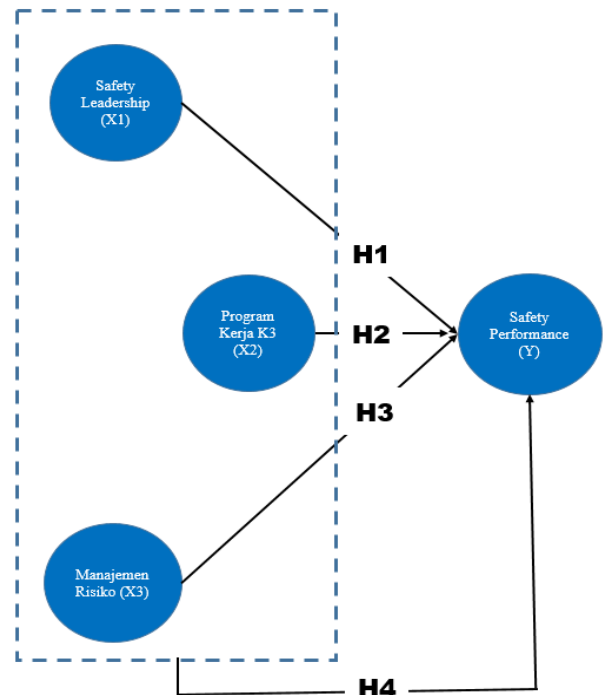 Safety
Leadership
(X1)
H1
Program
Kerja K3
(X2)
H2
Safety
Performance
(Y)
H3
Manajemen
Risiko (X3)
H4